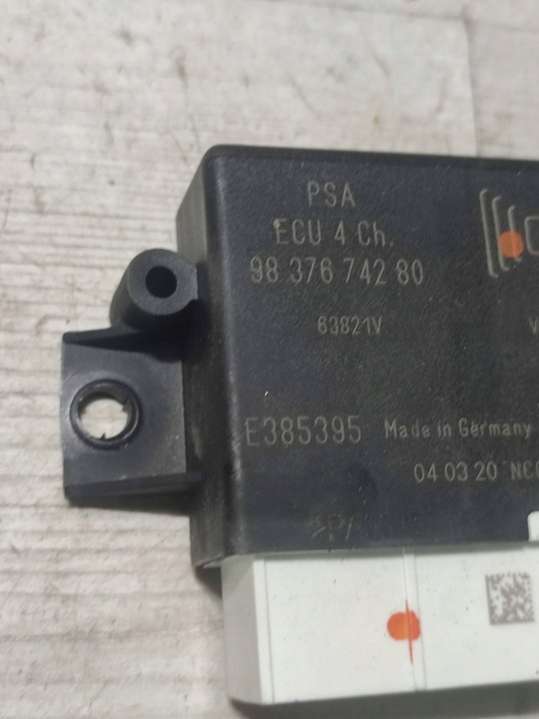 PSA
ECU 4 Ch.
98 376 742 80
63821V
E385395 Made in Germany
04 03 20